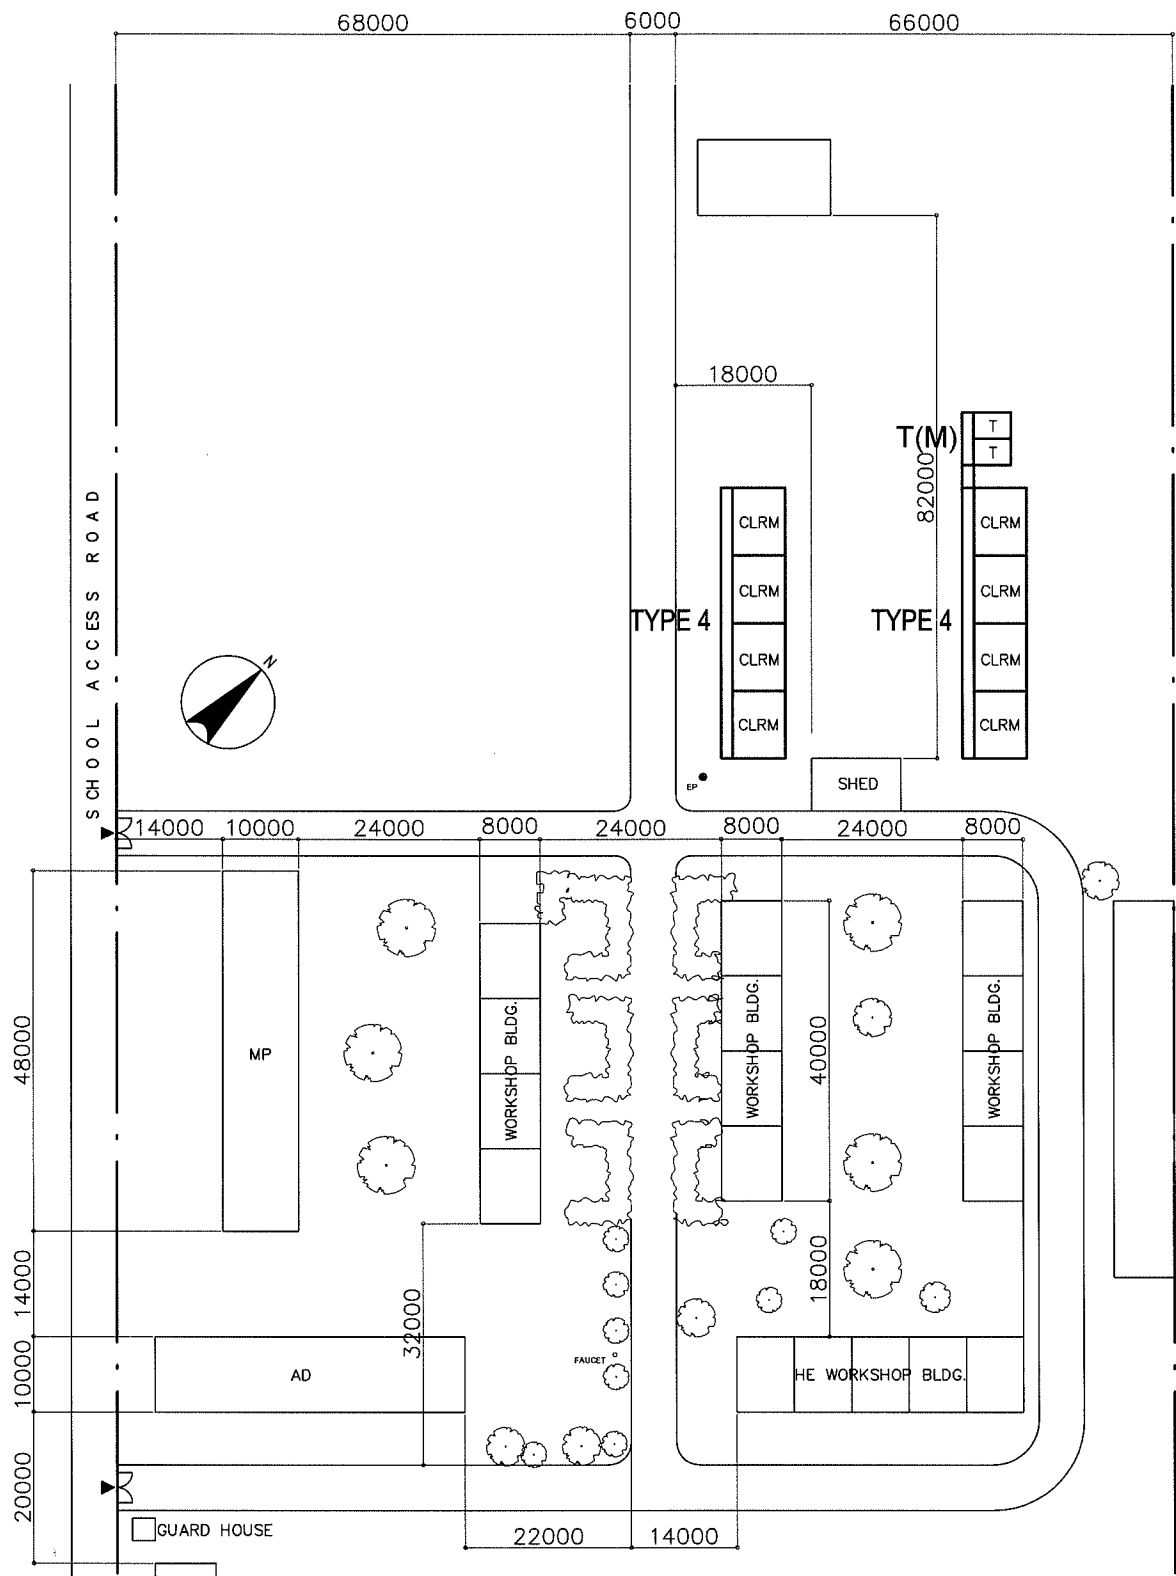 68000
6000
66000
18000
T(M)
T
T
82000
CLRM
CLRM
CLRM
CLRM
CLRM
CLRM
CLRM
CLRM
TYPE 4
TYPE 4
SCHOOL ACCESS ROAD
N
EP
SHED
14000
10000
24000
8000
24000
8000
24000
8000
48000
MP
WORKSHOP BLDG.
WORKSHOP BLDG.
40000
WORKSHOP BLDG.
14000
32000
18000
10000
AD
FAUCET
HE WORKSHOP BLDG.
20000
GUARD HOUSE
22000
14000